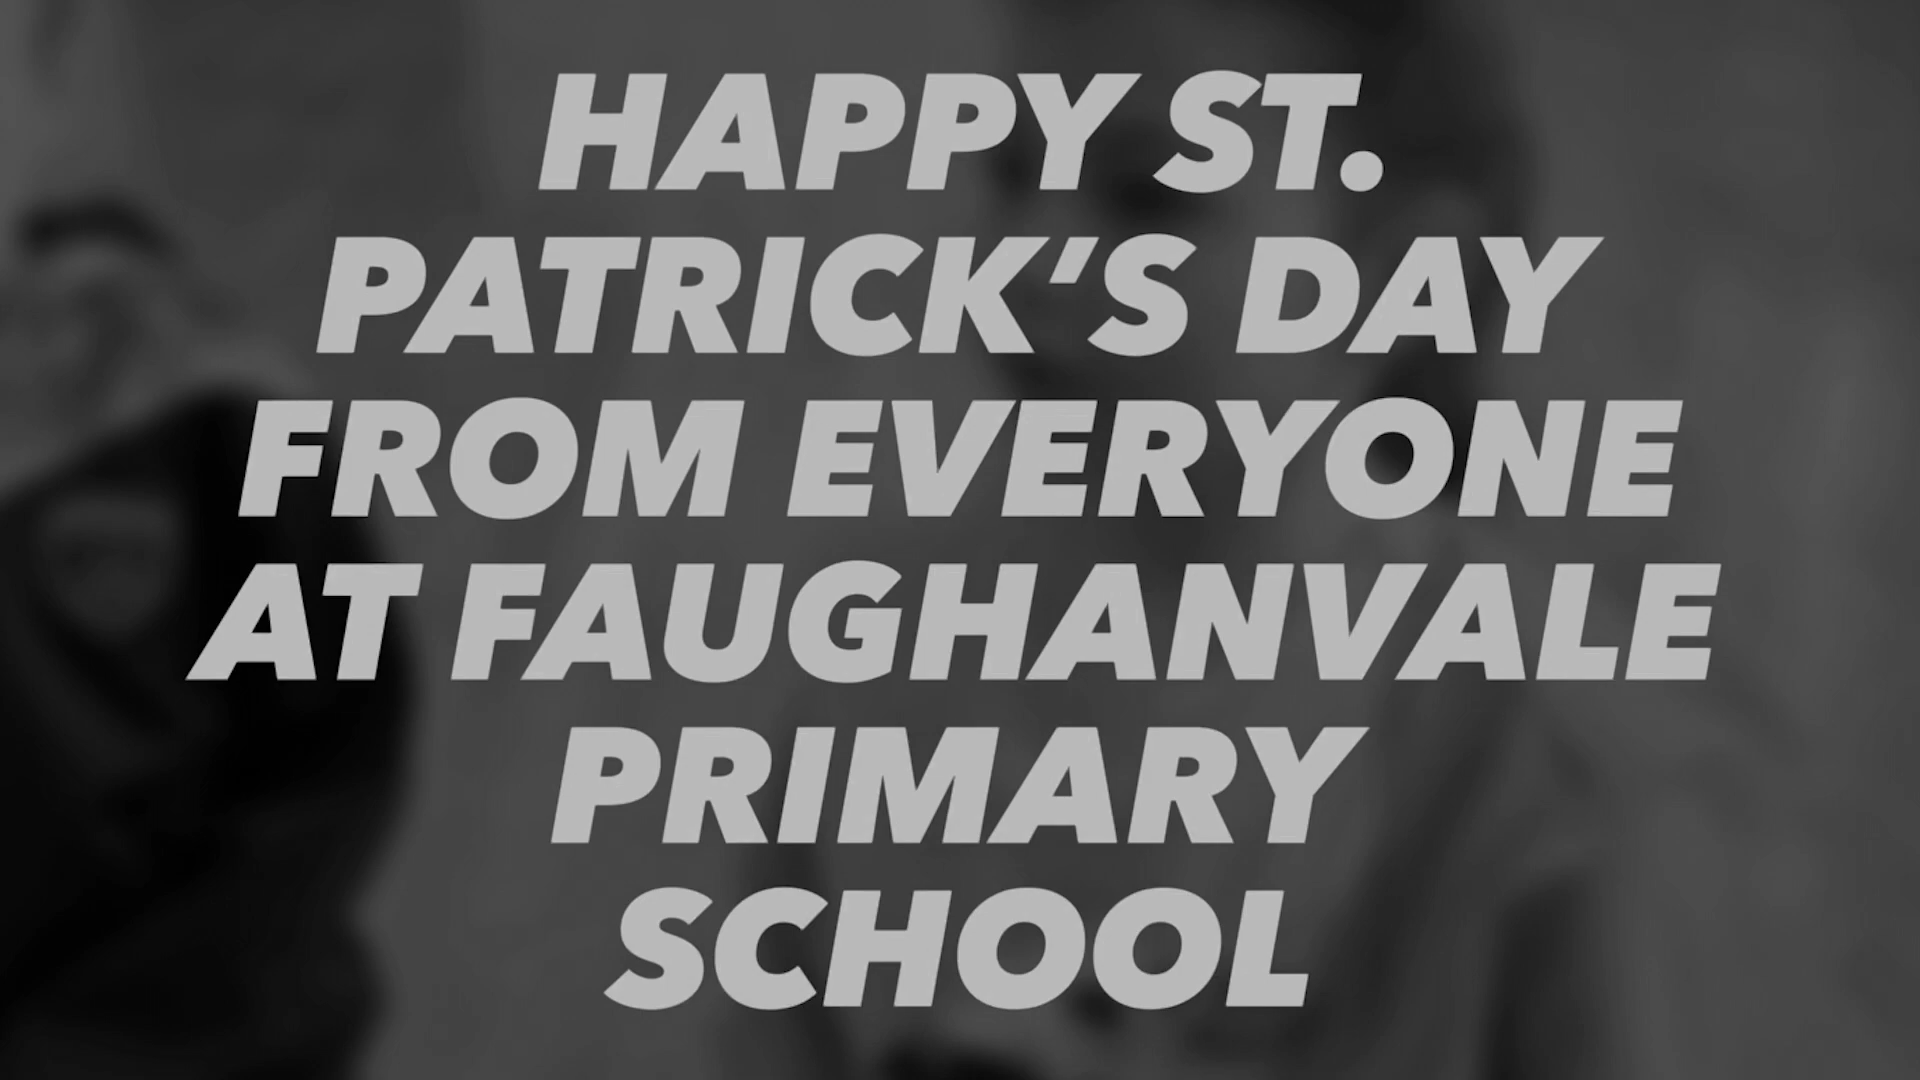 HAPPY ST.
PATRICK’S DAY
FROM EVERYONE
AT FAUGHANVALE
PRIMARY
SCHOOL